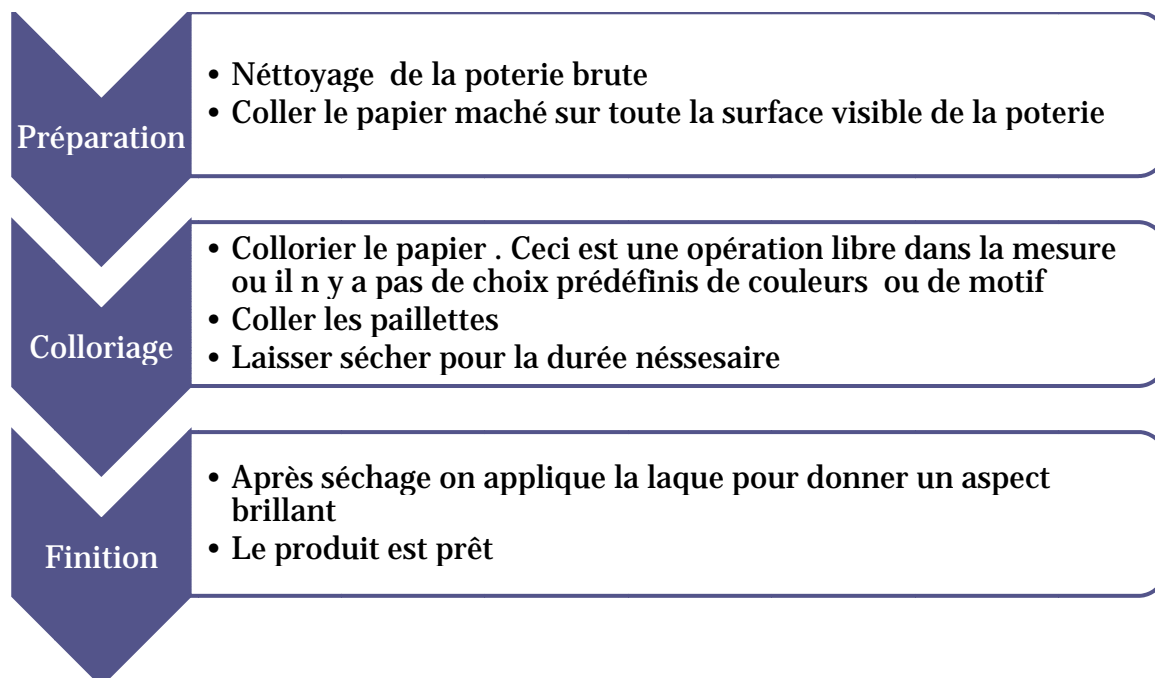 Préparation
• Néttoyage de la poterie brute
• Coller le papier maché sur toute la surface visible de la poterie
Colloriage
• Collorier le papier . Ceci est une opération libre dans la mesure
ou il n y a pas de choix prédéfinis de couleurs ou de motif
• Coller les paillettes
• Laisser sécher pour la durée néssesaire
Finition
• Après séchage on applique la laque pour donner un aspect
brillant
• Le produit est prêt